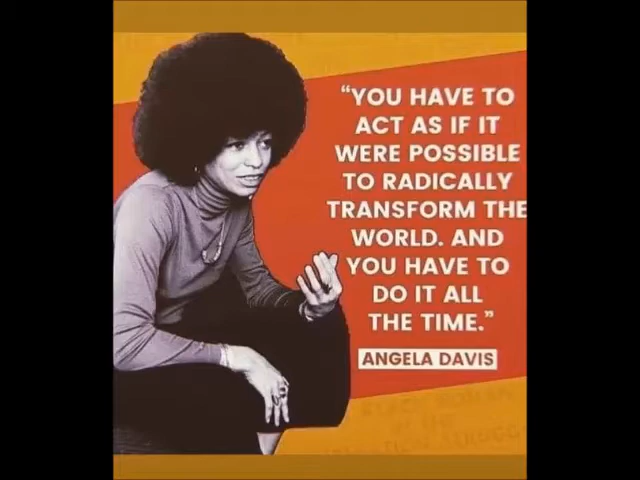 “YOU HAVE TO
ACT AS IF IT
WERE POSSIBLE
TO RADICALLY
TRANSFORM THE
WORLD. AND
YOU HAVE TO
DO IT ALL
THE TIME.”
ANGELA DAVIS